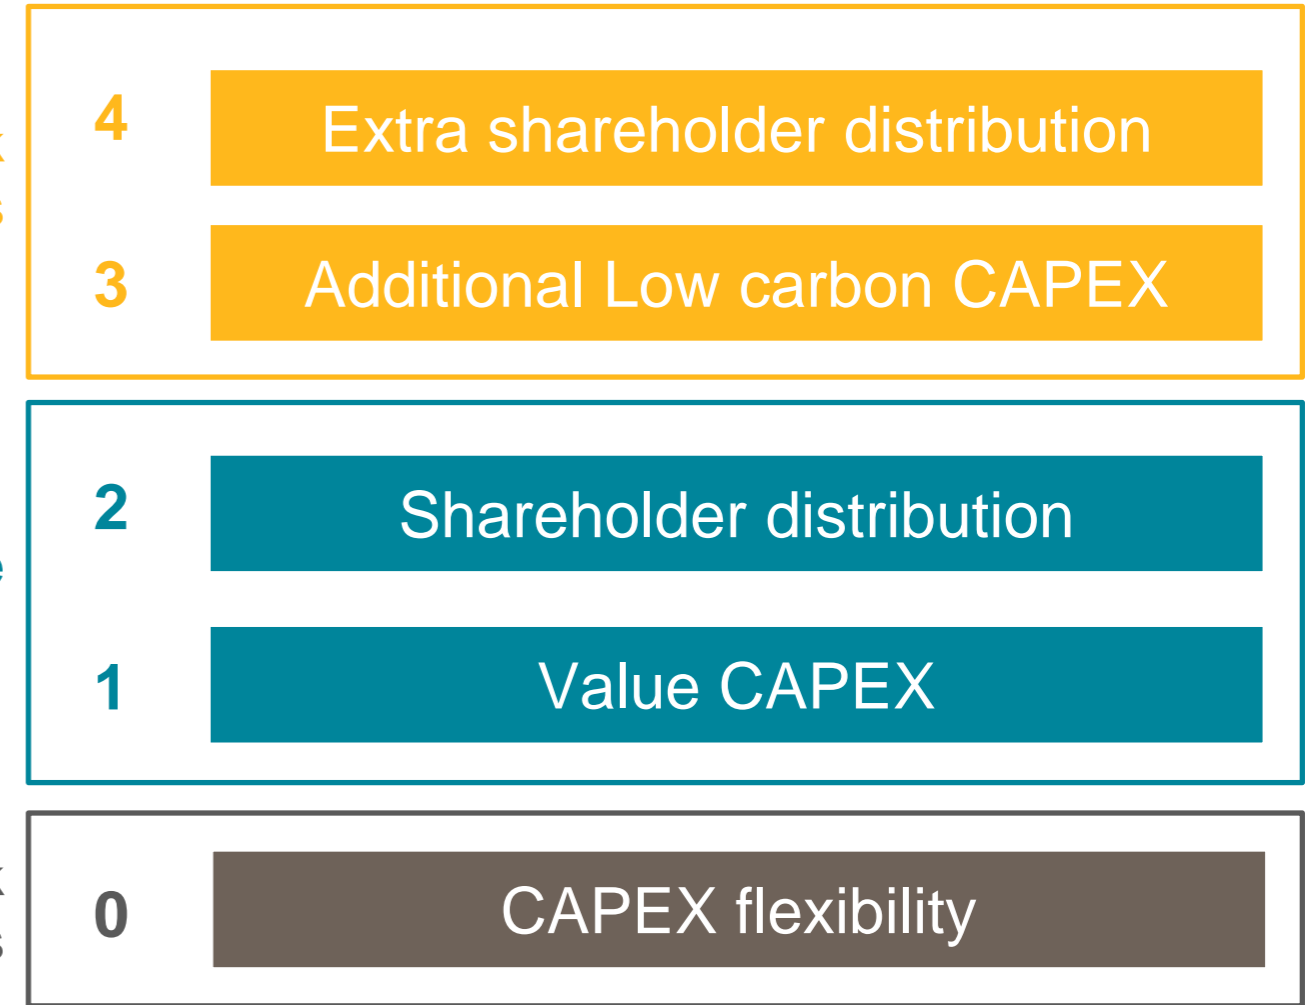 4
Extra shareholder distribution
3
Additional Low carbon CAPEX
2
Shareholder distribution
1
Value CAPEX
0
CAPEX flexibility